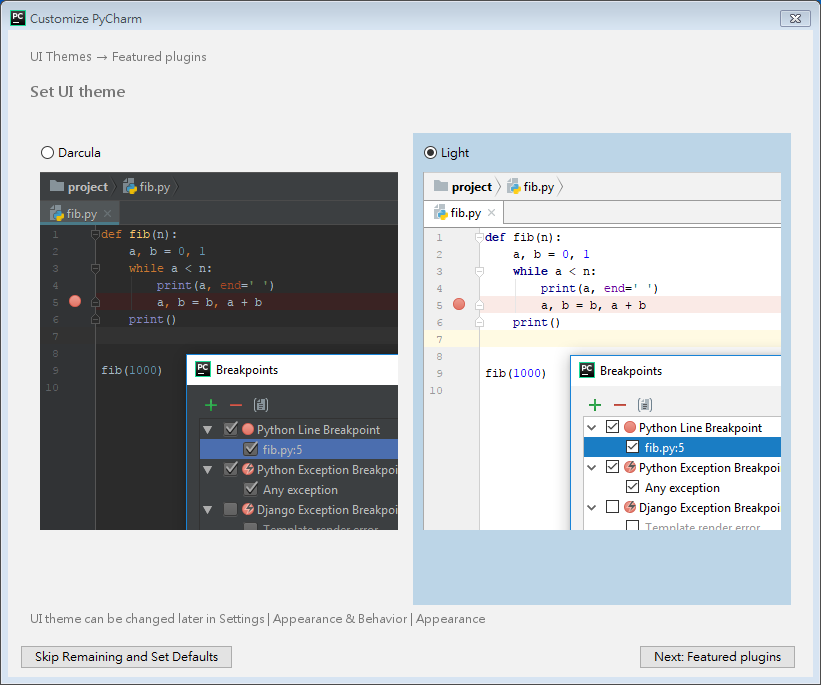 PC Customize PyCharm
UI Themes → Featured plugins
Set UI theme
Darcula
project fib.py
fib.py
1 def fib(n):
2 a, b = 0, 1
3 while a < n:
4 print(a, end=' ')
5 a, b = b, a + b
6 print()
7
8
9 fib(1000)
10
PC Breakpoints
Python Line Breakpoint
fib.py:5
Python Exception Breakpoi
Any exception
Django Exception Breakpoi
Template render error
Light
project fib.py
fib.py
1 def fib(n):
2 a, b = 0, 1
3 while a < n:
4 print(a, end=' ')
5 a, b = b, a + b
6 print()
7
8
9 fib(1000)
10
PC Breakpoints
Python Line Breakpoint
fib.py:5
Python Exception Breakpoi
Any exception
Django Exception Breakpoi
Template render error
UI theme can be changed later in Settings | Appearance & Behavior | Appearance
Skip Remaining and Set Defaults
Next: Featured plugins